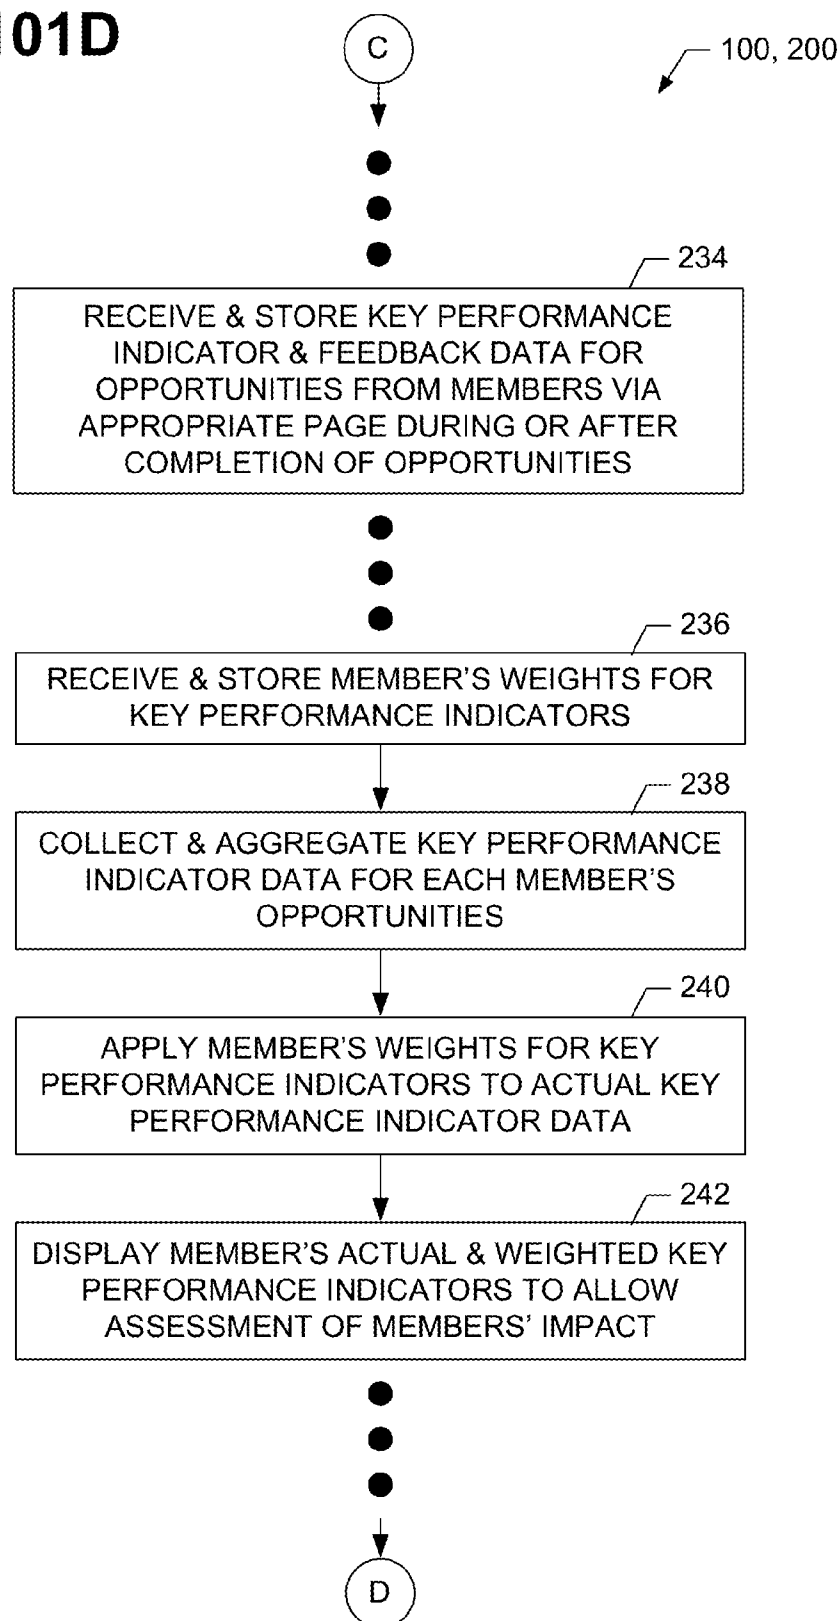 101D
C
100, 200
234
RECEIVE & STORE KEY PERFORMANCE
INDICATOR & FEEDBACK DATA FOR
OPPORTUNITIES FROM MEMBERS VIA
APPROPRIATE PAGE DURING OR AFTER
COMPLETION OF OPPORTUNITIES
236
RECEIVE & STORE MEMBER'S WEIGHTS FOR
KEY PERFORMANCE INDICATORS
238
COLLECT & AGGREGATE KEY PERFORMANCE
INDICATOR DATA FOR EACH MEMBER'S
OPPORTUNITIES
240
APPLY MEMBER'S WEIGHTS FOR KEY
PERFORMANCE INDICATORS TO ACTUAL KEY
PERFORMANCE INDICATOR DATA
242
DISPLAY MEMBER'S ACTUAL & WEIGHTED KEY
PERFORMANCE INDICATORS TO ALLOW
ASSESSMENT OF MEMBERS' IMPACT
D